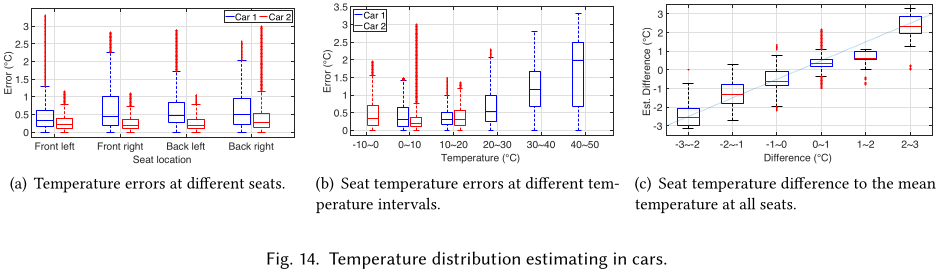 Car 1 Car 2
3
2.5
2
1.5
1
0.5
0
Error (°C)
Front left Front right Back left Back right
Seat location
(a) Temperature errors at different seats.
3.5
3
2.5
2
1.5
1
0.5
0
Error (°C)
Car 1
Car 2
-10~0 0~10 10~20 20~30 30~40 40~50
Temperature (°C)
(b) Seat temperature errors at different tem-
perature intervals.
3
2
1
0
-1
-2
-3
Est. Difference (°C)
-3~-2 -2~-1 -1~0 0~1 1~2 2~3
Difference (°C)
(c) Seat temperature difference to the mean
temperature at all seats.
Fig. 14. Temperature distribution estimating in cars.